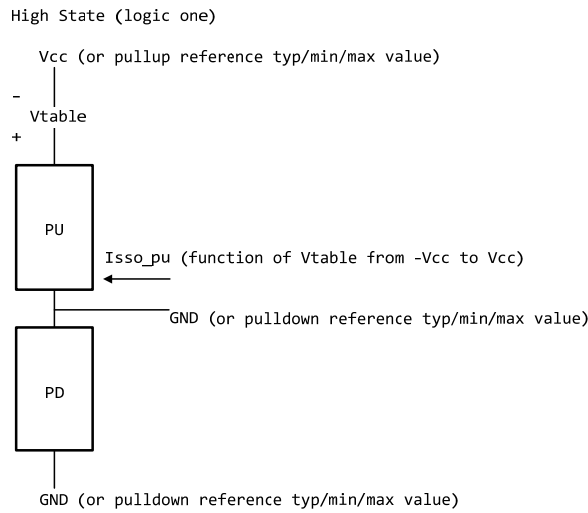 High State (logic one)
Vcc (or pullup reference typ/min/max value)
-
Vtable
+
PU
Isso_pu (function of Vtable from -Vcc to Vcc)
GND (or pulldown reference typ/min/max value)
PD
GND (or pulldown reference typ/min/max value)